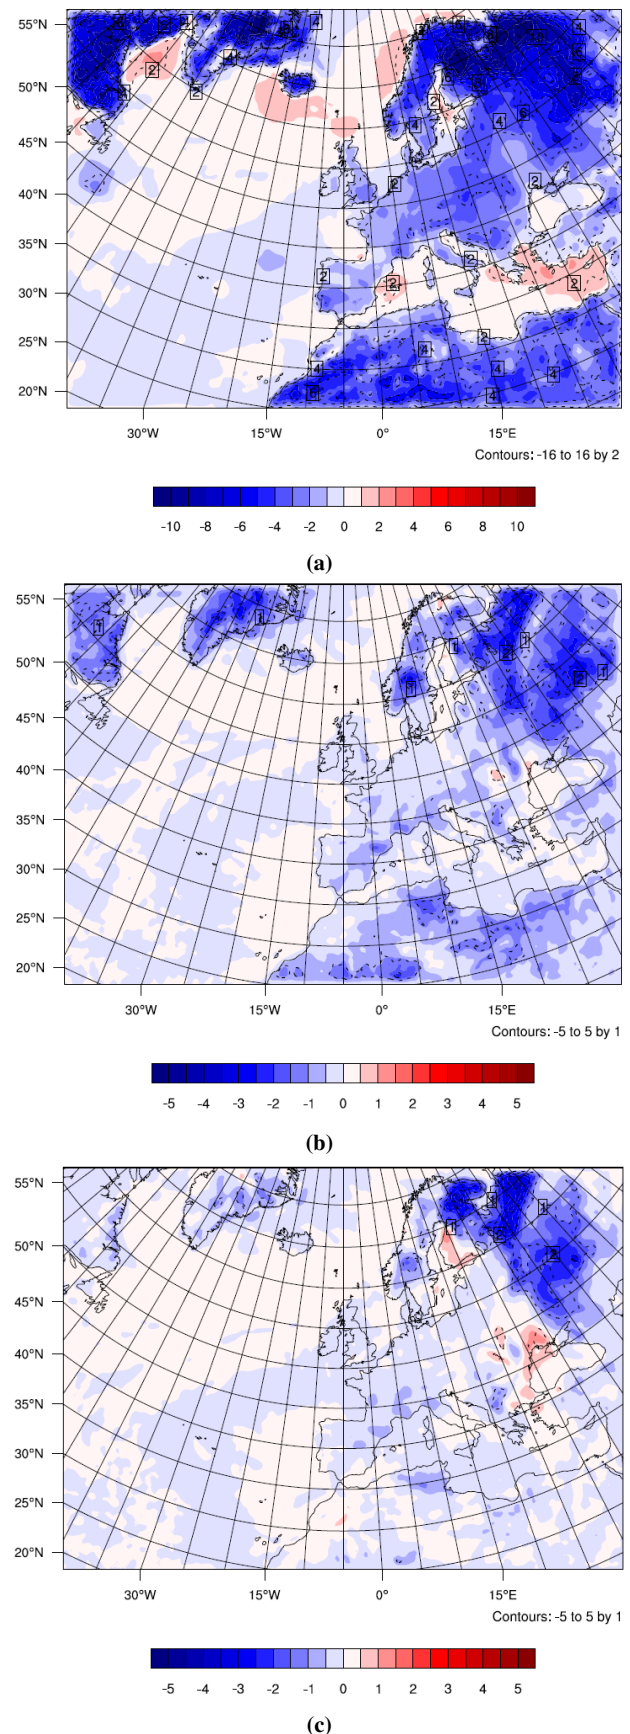 55°N
50°N
45°N
40°N
35°N
30°N
25°N
20°N
30°W 15°W 0° 15°E
Contours: -16 to 16 by 2
-10 -8 -6 -4 -2 0 2 4 6 8 10
(a)
55°N
50°N
45°N
40°N
35°N
30°N
25°N
20°N
30°W 15°W 0° 15°E
Contours: -5 to 5 by 1
-5 -4 -3 -2 -1 0 1 2 3 4 5
(b)
55°N
50°N
45°N
40°N
35°N
30°N
25°N
20°N
30°W 15°W 0° 15°E
Contours: -5 to 5 by 1
-5 -4 -3 -2 -1 0 1 2 3 4 5
(c)